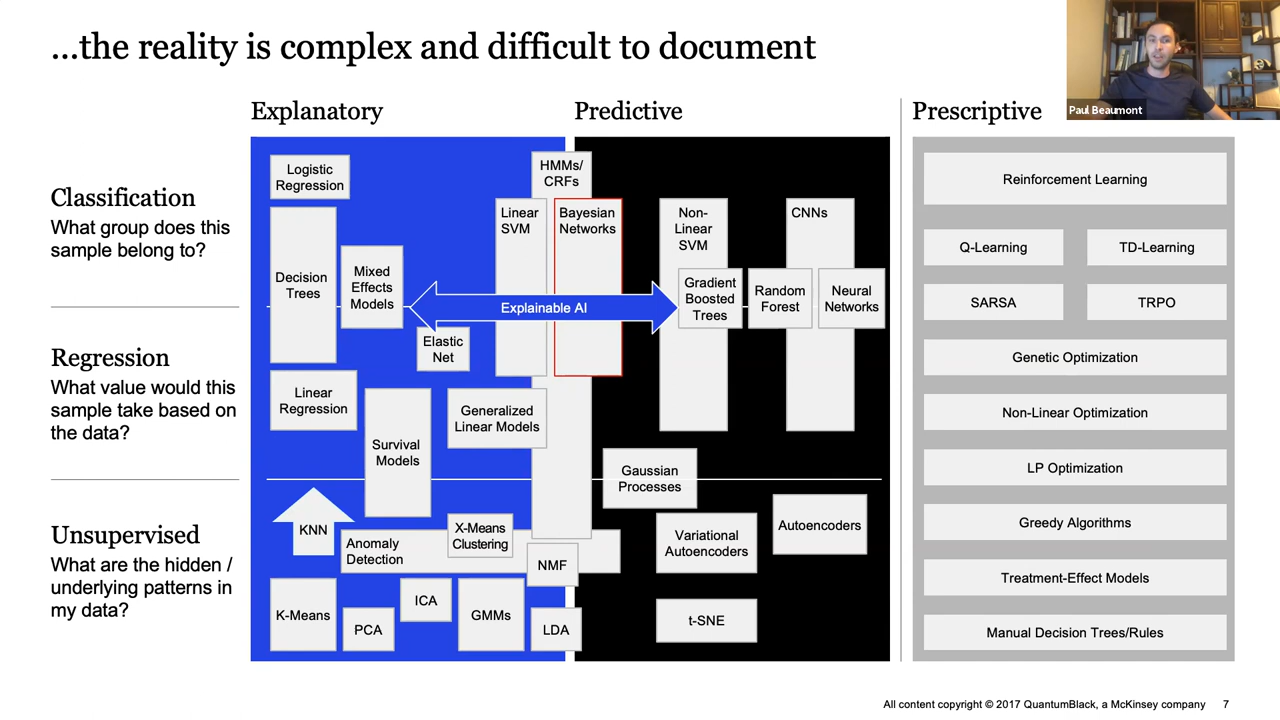 ...the reality is complex and difficult to document
Paul Beaumont
Explanatory
Predictive
Prescriptive
Classification
What group does this
sample belong to?
Regression
What value would this
sample take based on
the data?
Unsupervised
What are the hidden /
underlying patterns in
my data?
Logistic
Regression
Decision
Trees
Mixed
Effects
Models
HMMs/
CRFs
Linear
SVM
Bayesian
Networks
Non-
Linear
SVM
CNNs
Gradient
Boosted
Trees
Random
Forest
Neural
Networks
Explainable AI
Elastic
Net
Linear
Regression
Survival
Models
Generalized
Linear Models
Gaussian
Processes
KNN
Anomaly
Detection
X-Means
Clustering
NMF
Variational
Autoencoders
Autoencoders
K-Means
PCA
ICA
GMMs
LDA
t-SNE
Reinforcement Learning
Q-Learning
TD-Learning
SARSA
TRPO
Genetic Optimization
Non-Linear Optimization
LP Optimization
Greedy Algorithms
Treatment-Effect Models
Manual Decision Trees/Rules
All content copyright © 2017 QuantumBlack, a McKinsey company 7